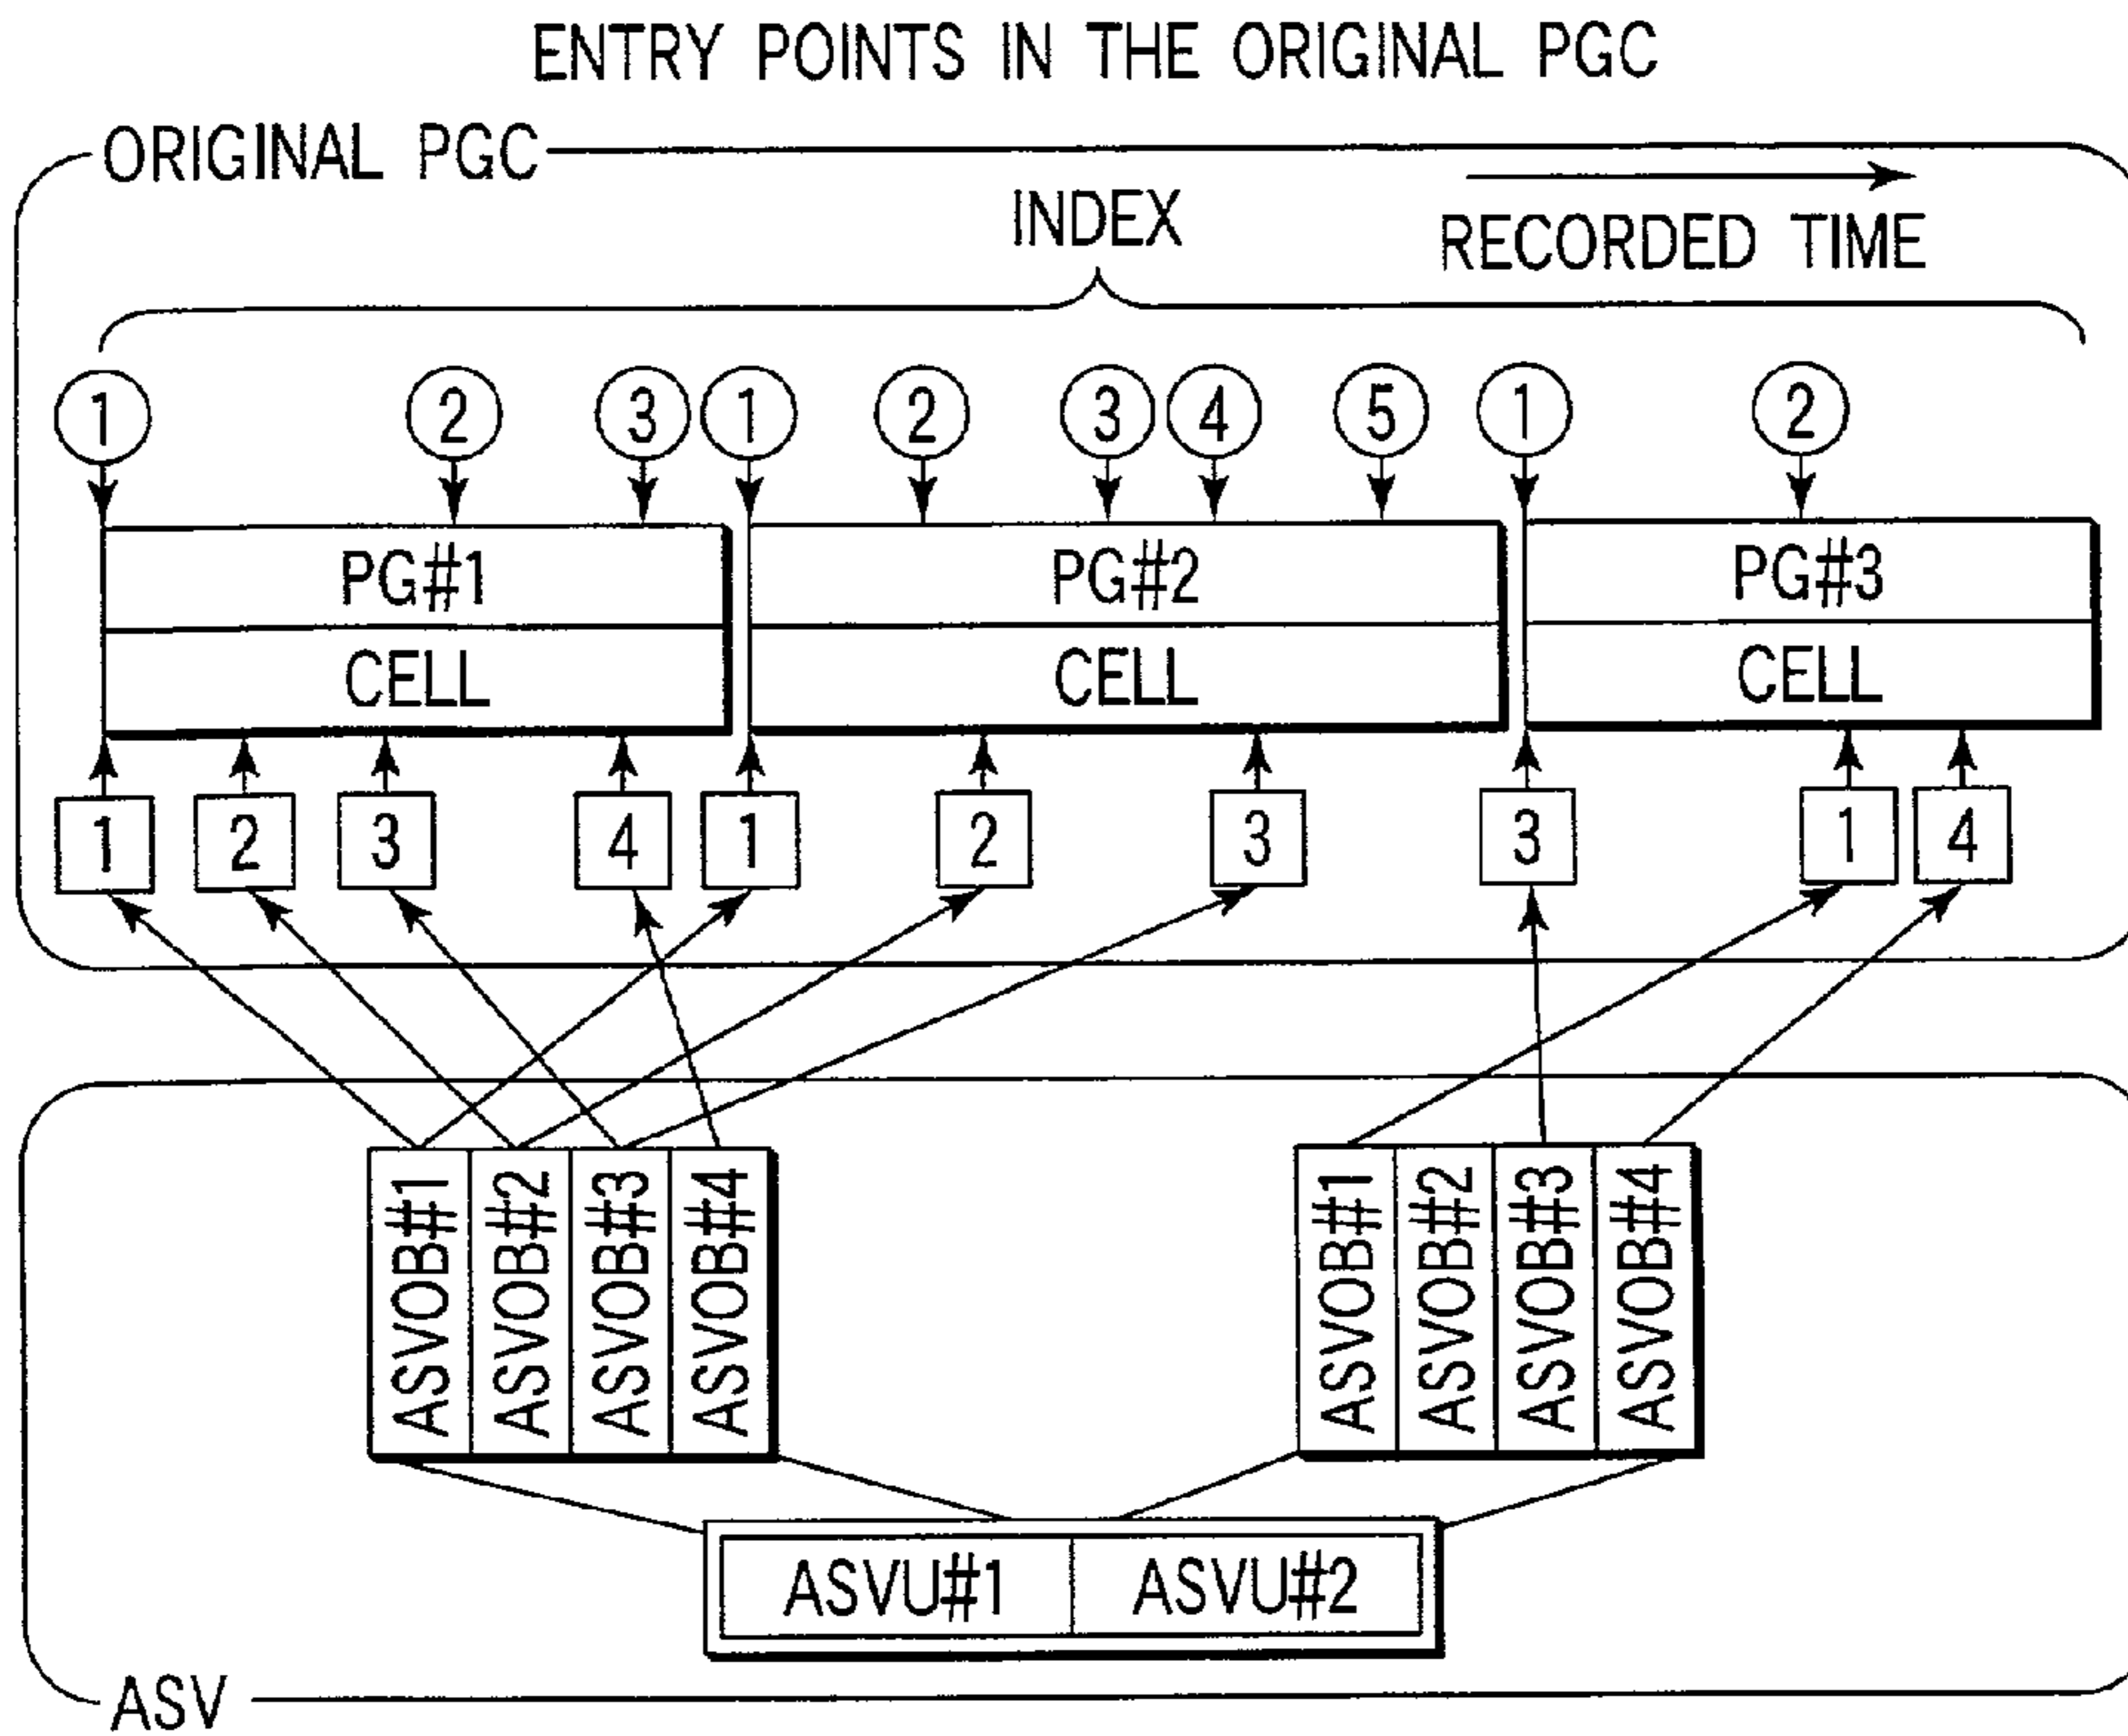 ENTRY POINTS IN THE ORIGINAL PGC
ORIGINAL PGC
INDEX
RECORDED TIME
1 2 3 1 2 3 4 5 1 2
PG#1 PG#2 PG#3
CELL CELL CELL
1 2 3 4 1 2 3 3 1 4
ASVOB#1 ASVOB#2 ASVOB#3 ASVOB#4 ASVOB#1 ASVOB#2 ASVOB#3 ASVOB#4
ASVU#1 ASVU#2
ASV